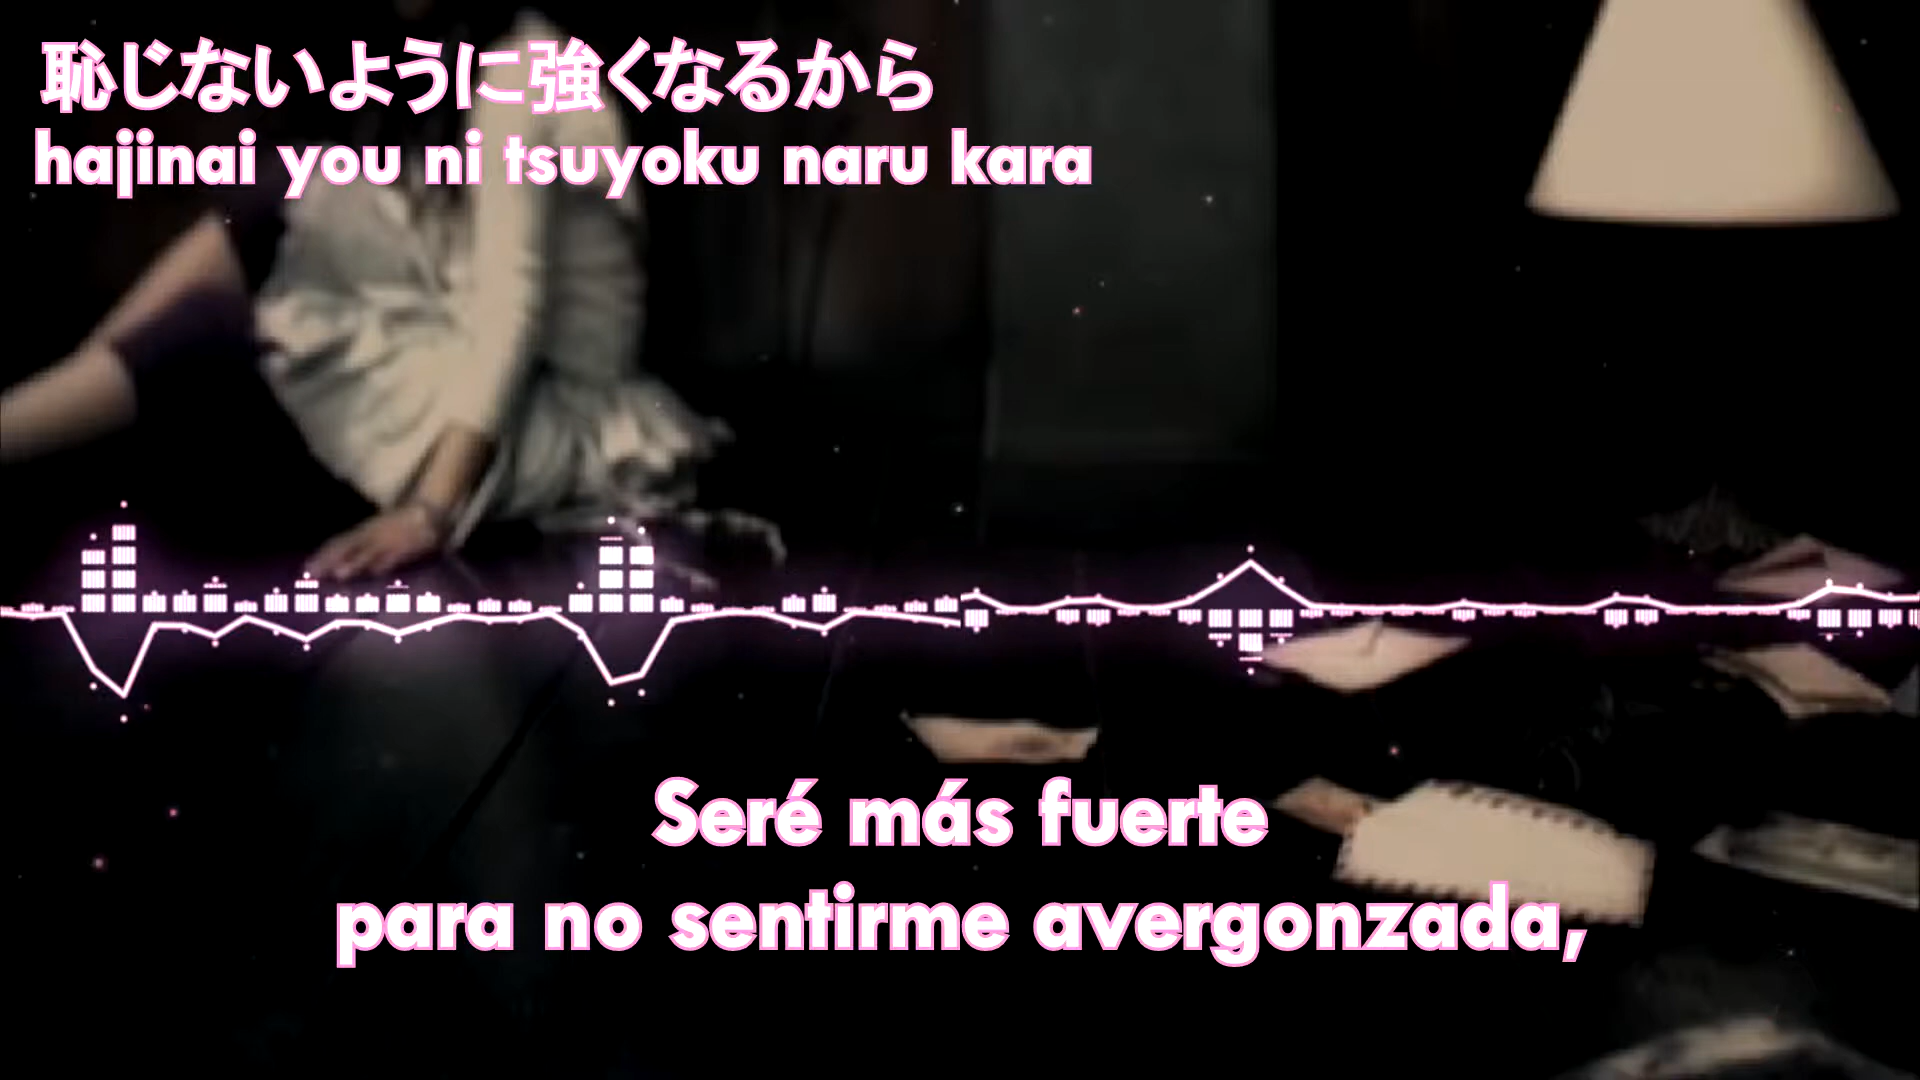 恥じないように強くなるから
hajinai you ni tsuyoku naru kara
Seré más fuerte
para no sentirme avergonzada,